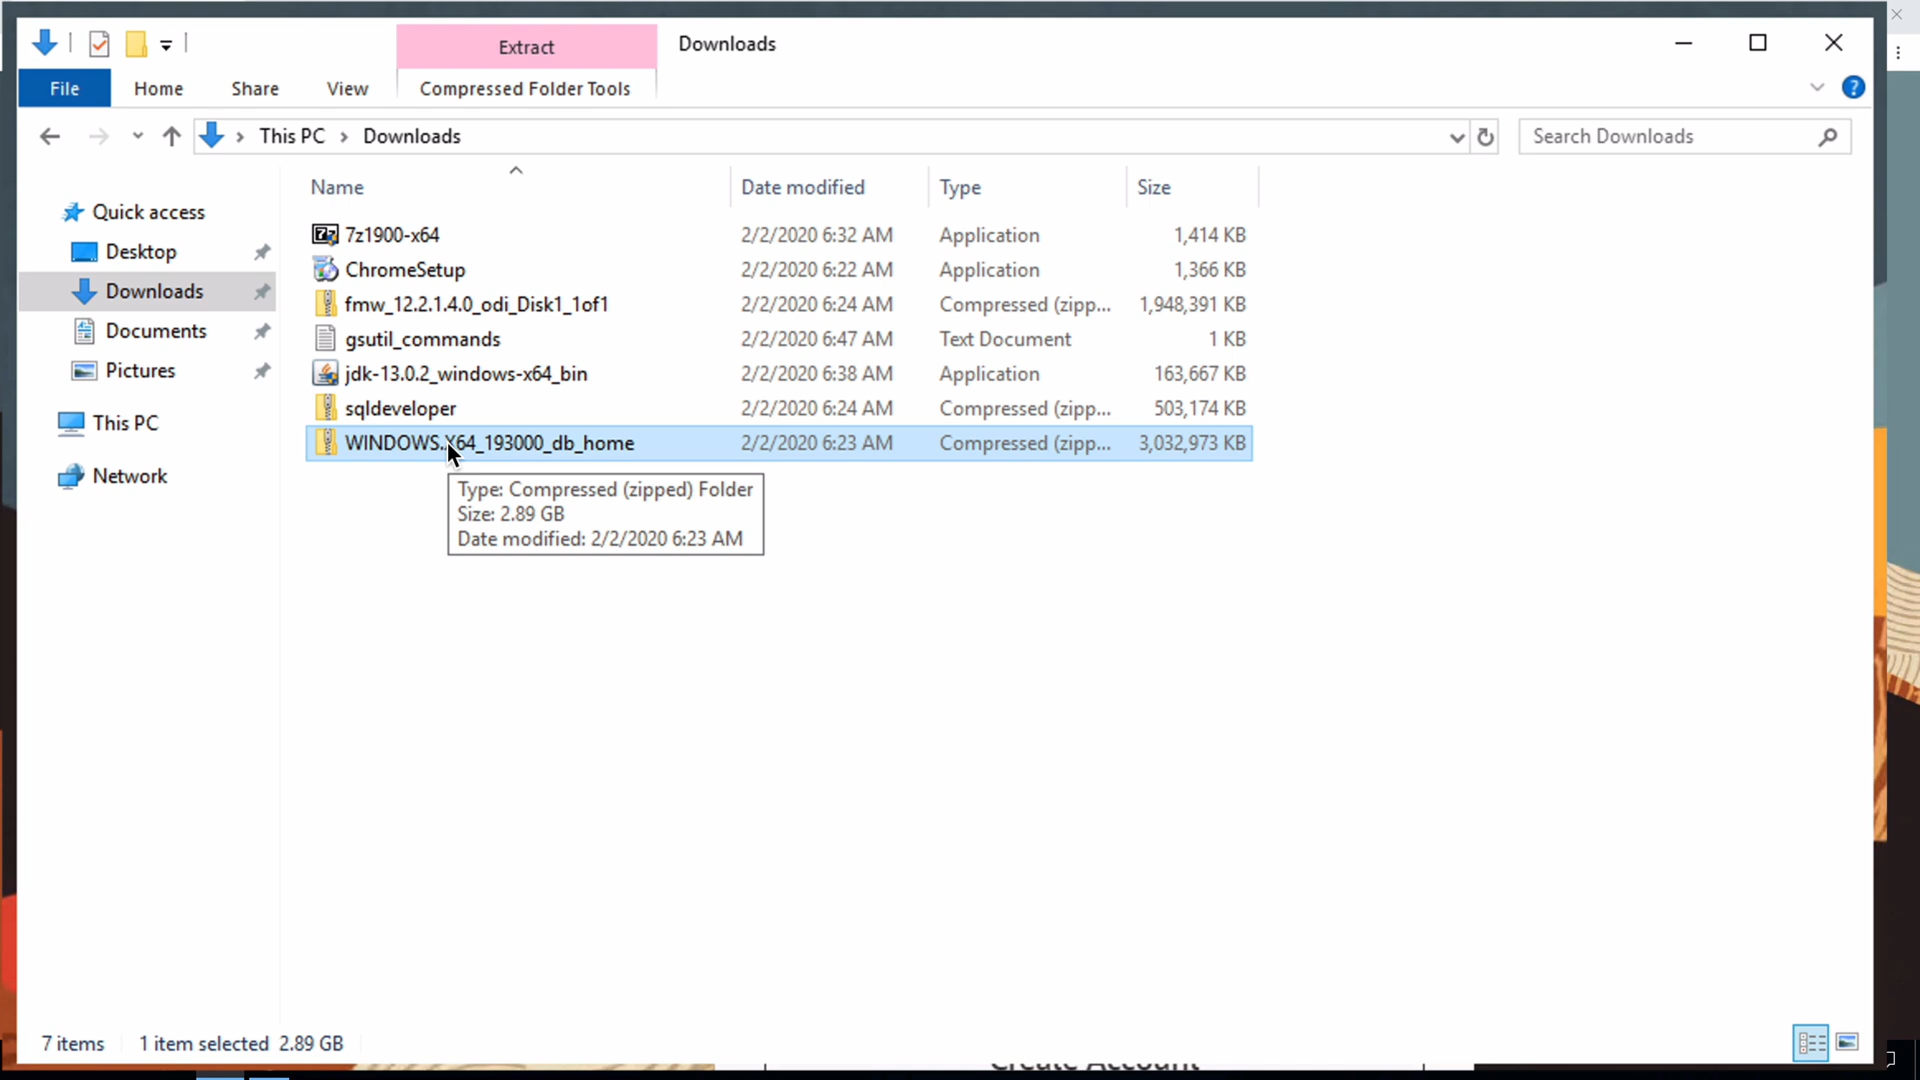 Extract
Downloads
File
Home
Share
View
Compressed Folder Tools
This PC
Downloads
Search Downloads
Name
Date modified
Type
Size
Quick access
Desktop
Downloads
Documents
Pictures
This PC
Network
7z1900-x64 2/2/2020 6:32 AM Application 1,414 KB
ChromeSetup 2/2/2020 6:22 AM Application 1,366 KB
fmw_12.2.1.4.0_odi_Disk1_1of1 2/2/2020 6:24 AM Compressed (zipp... 1,948,391 KB
gsutil_commands 2/2/2020 6:47 AM Text Document 1 KB
jdk-13.0.2_windows-x64_bin 2/2/2020 6:38 AM Application 163,667 KB
sqldeveloper 2/2/2020 6:24 AM Compressed (zipp... 503,174 KB
WINDOWS.X64_193000_db_home 2/2/2020 6:23 AM Compressed (zipp... 3,032,973 KB
Type: Compressed (zipped) Folder
Size: 2.89 GB
Date modified: 2/2/2020 6:23 AM
7 items
1 item selected 2.89 GB
Create Account